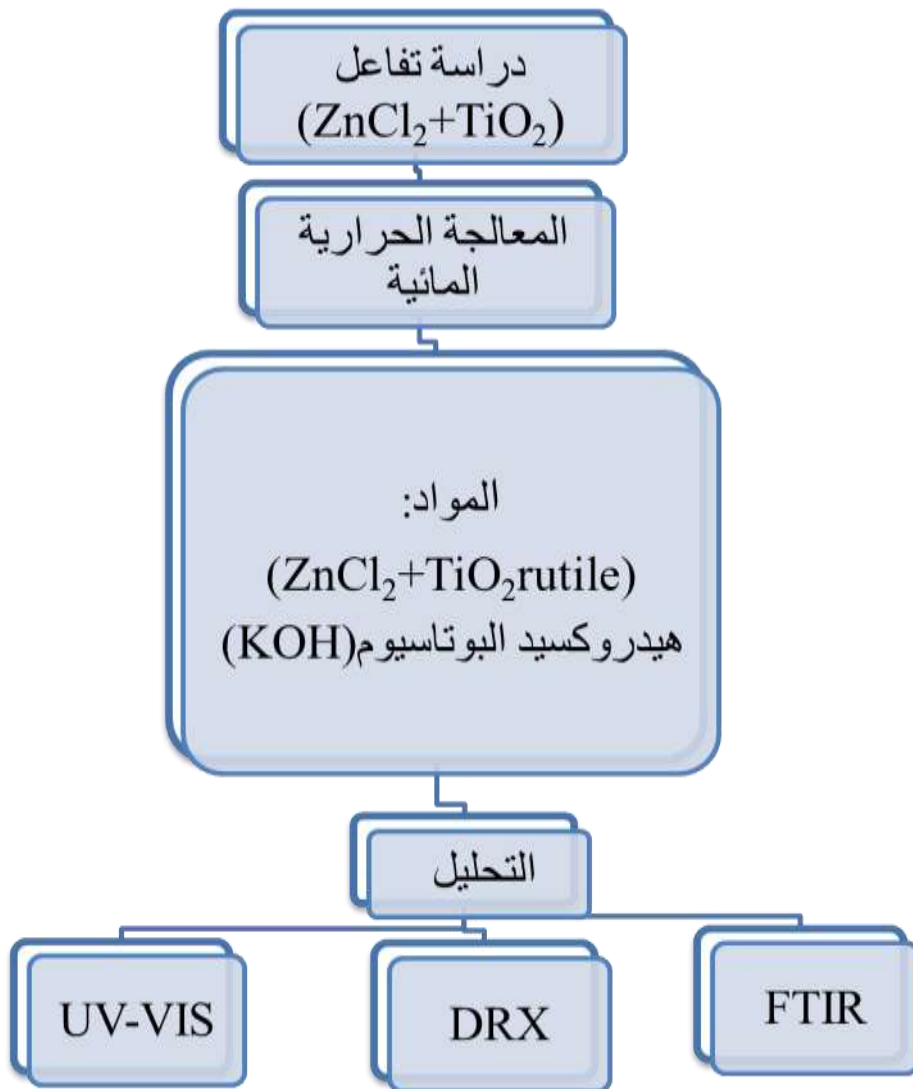 دراسة تفاعل
(ZnCl₂+TiO₂)
المعالجة الحرارية
المائية
المواد:
(ZnCl₂+TiO₂rutile)
هيدروكسيد البوتاسيوم(KOH)
التحليل
UV-VIS
DRX
FTIR